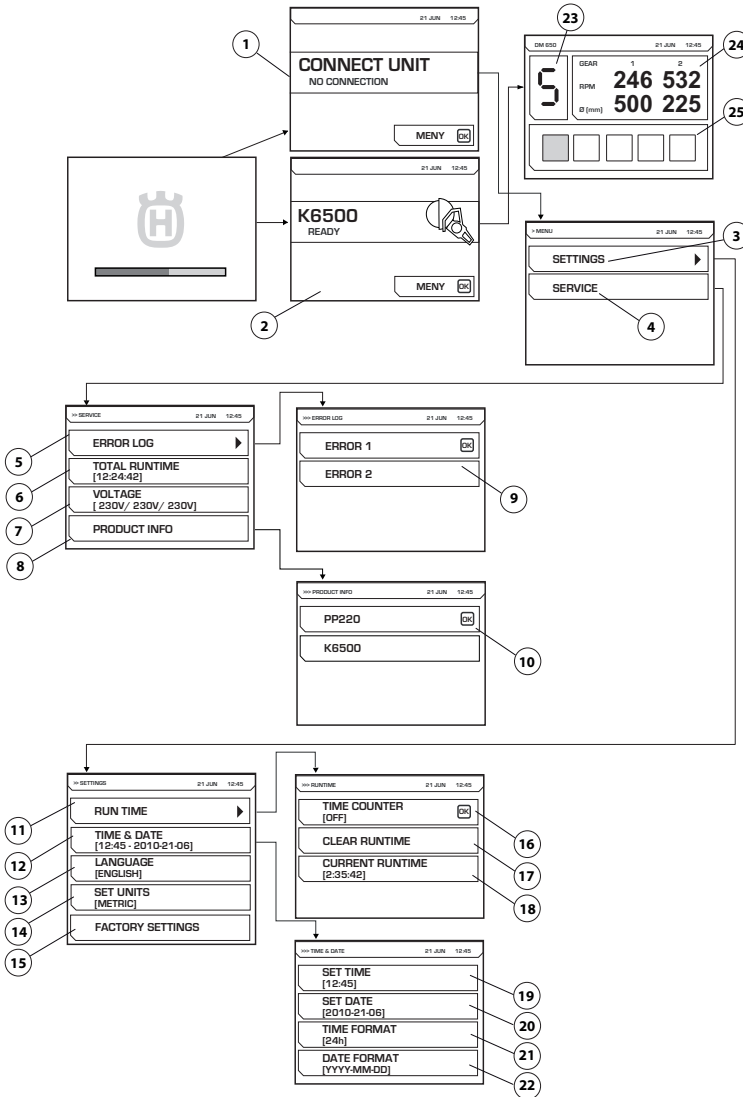 21 JUN 12:45
CONNECT UNIT
NO CONNECTION
MENY OK
1
21 JUN 12:45
K6500
READY
MENY OK
2
H
DM 650 21 JUN 12:45
GEAR 1 2
RPM 246 532
Ø [mm] 500 225
5
23
24
25
> MENU 21 JUN 12:45
SETTINGS
SERVICE
3
4
>> SERVICE 21 JUN 12:45
ERROR LOG
TOTAL RUNTIME
[12:24:42]
VOLTAGE
[ 230V/ 230V/ 230V]
PRODUCT INFO
5
6
7
8
>>> ERROR LOG 21 JUN 12:45
ERROR 1 OK
ERROR 2
9
>>> PRODUCT INFO 21 JUN 12:45
PP220 OK
K6500
10
>> SETTINGS 21 JUN 12:45
RUN TIME
TIME & DATE
[12:45 - 2010-21-06]
LANGUAGE
[ENGLISH]
SET UNITS
[METRIC]
FACTORY SETTINGS
11
12
13
14
15
>>> RUNTIME 21 JUN 12:45
TIME COUNTER
[OFF] OK
CLEAR RUNTIME
CURRENT RUNTIME
[2:35:42]
16
17
18
>>> TIME & DATE 21 JUN 12:45
SET TIME
[12:45]
SET DATE
[2010-21-06]
TIME FORMAT
[24h]
DATE FORMAT
[YYYY-MM-DD]
19
20
21
22